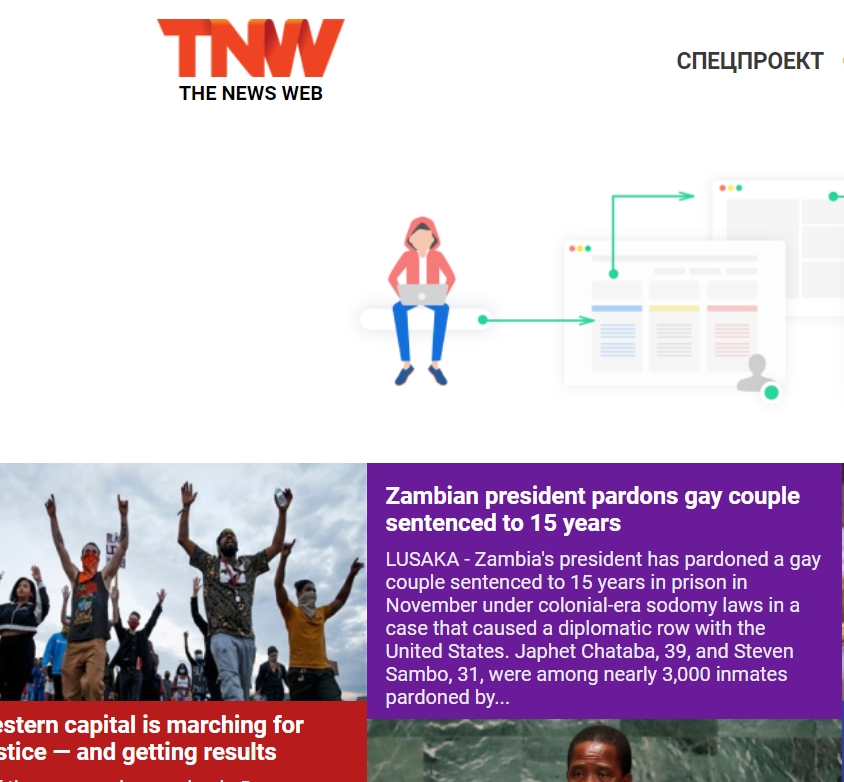 TNW
THE NEWS WEB
СПЕЦПРОЕКТ
Zambian president pardons gay couple
sentenced to 15 years
LUSAKA - Zambia's president has pardoned a gay
couple sentenced to 15 years in prison in
November under colonial-era sodomy laws in a
case that caused a diplomatic row with the
United States. Japhet Chataba, 39, and Steven
Sambo, 31, were among nearly 3,000 inmates
pardoned by...
estern capital is marching for
stice — and getting results